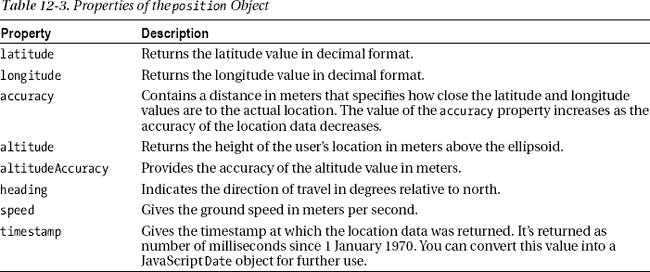 Table 12-3. Properties of the position Object
Property Description
latitude Returns the latitude value in decimal format.
longitude Returns the longitude value in decimal format.
accuracy Contains a distance in meters that specifies how close the latitude and longitude
values are to the actual location. The value of the accuracy property increases as the
accuracy of the location data decreases.
altitude Returns the height of the user's location in meters above the ellipsoid.
altitudeAccuracy Provides the accuracy of the altitude value in meters.
heading Indicates the direction of travel in degrees relative to north.
speed Gives the ground speed in meters per second.
timestamp Gives the timestamp at which the location data was returned. It's returned as
number of milliseconds since 1 January 1970. You can convert this value into a
JavaScript Date object for further use.